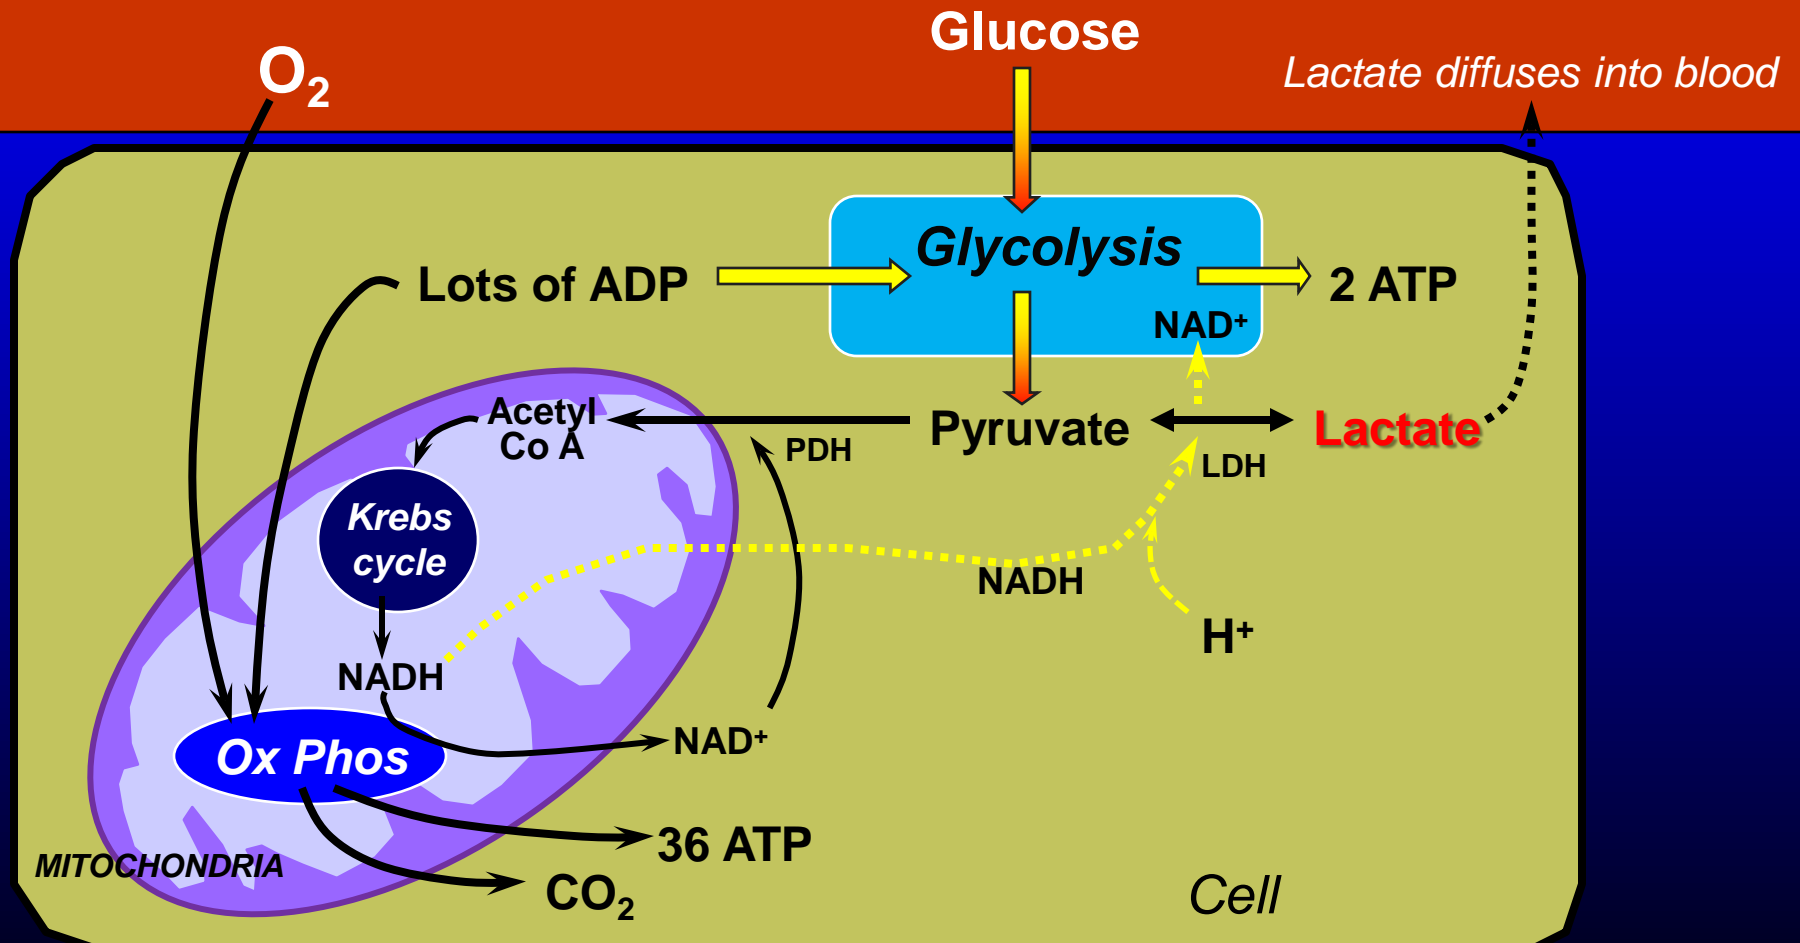 Glucose
O₂
Lactate diffuses into blood
Glycolysis
Lots of ADP
2 ATP
NAD⁺
Acetyl
Co A
Pyruvate
Lactate
PDH
LDH
Krebs
cycle
NADH
H⁺
NADH
NAD⁺
Ox Phos
36 ATP
MITOCHONDRIA
CO₂
Cell